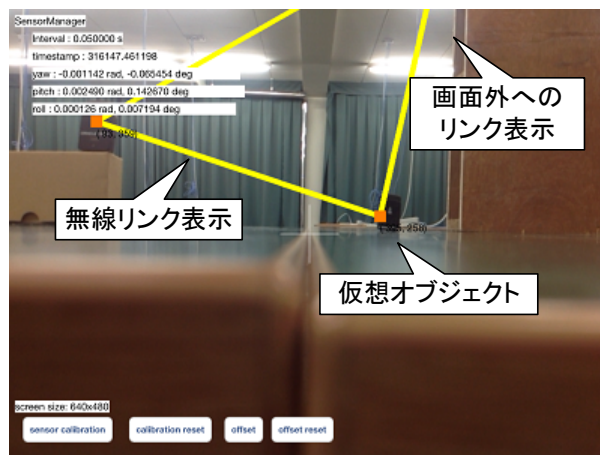 SensorManager
Interval : 0.050000 s
timestamp : 316147.461198
yaw : -0.001142 rad, -0.065454 deg
pitch : 0.002490 rad, 0.142670 deg
roll : 0.000126 rad, 0.007194 deg
画面外への
リンク表示
無線リンク表示
258)
仮想オブジェクト
screen size: 640x480
sensor calibration
calibration reset
offset
offset reset